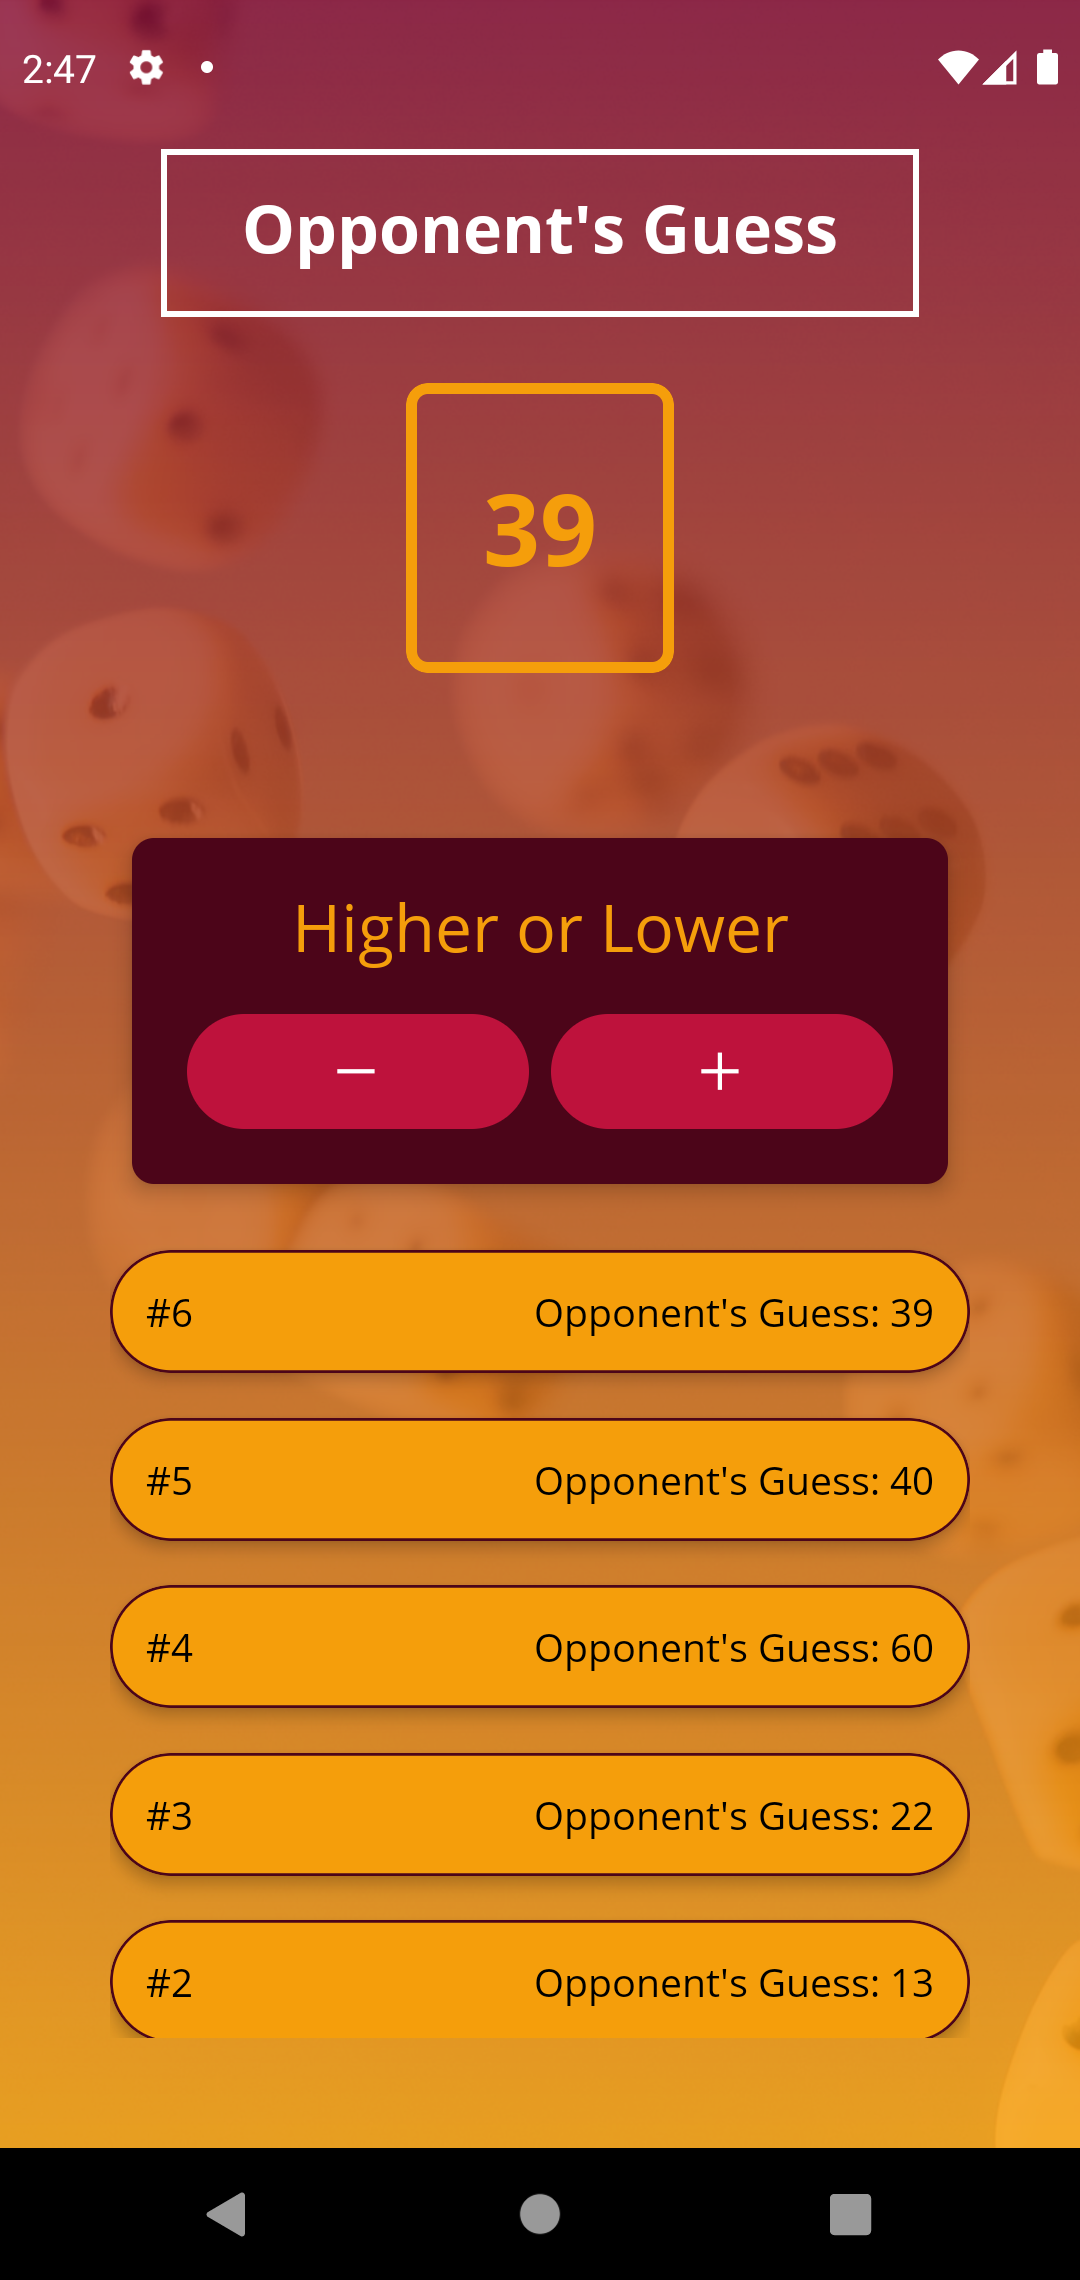 2:47
Opponent's Guess
39
Higher or Lower
− +
#6 Opponent's Guess: 39
#5 Opponent's Guess: 40
#4 Opponent's Guess: 60
#3 Opponent's Guess: 22
#2 Opponent's Guess: 13